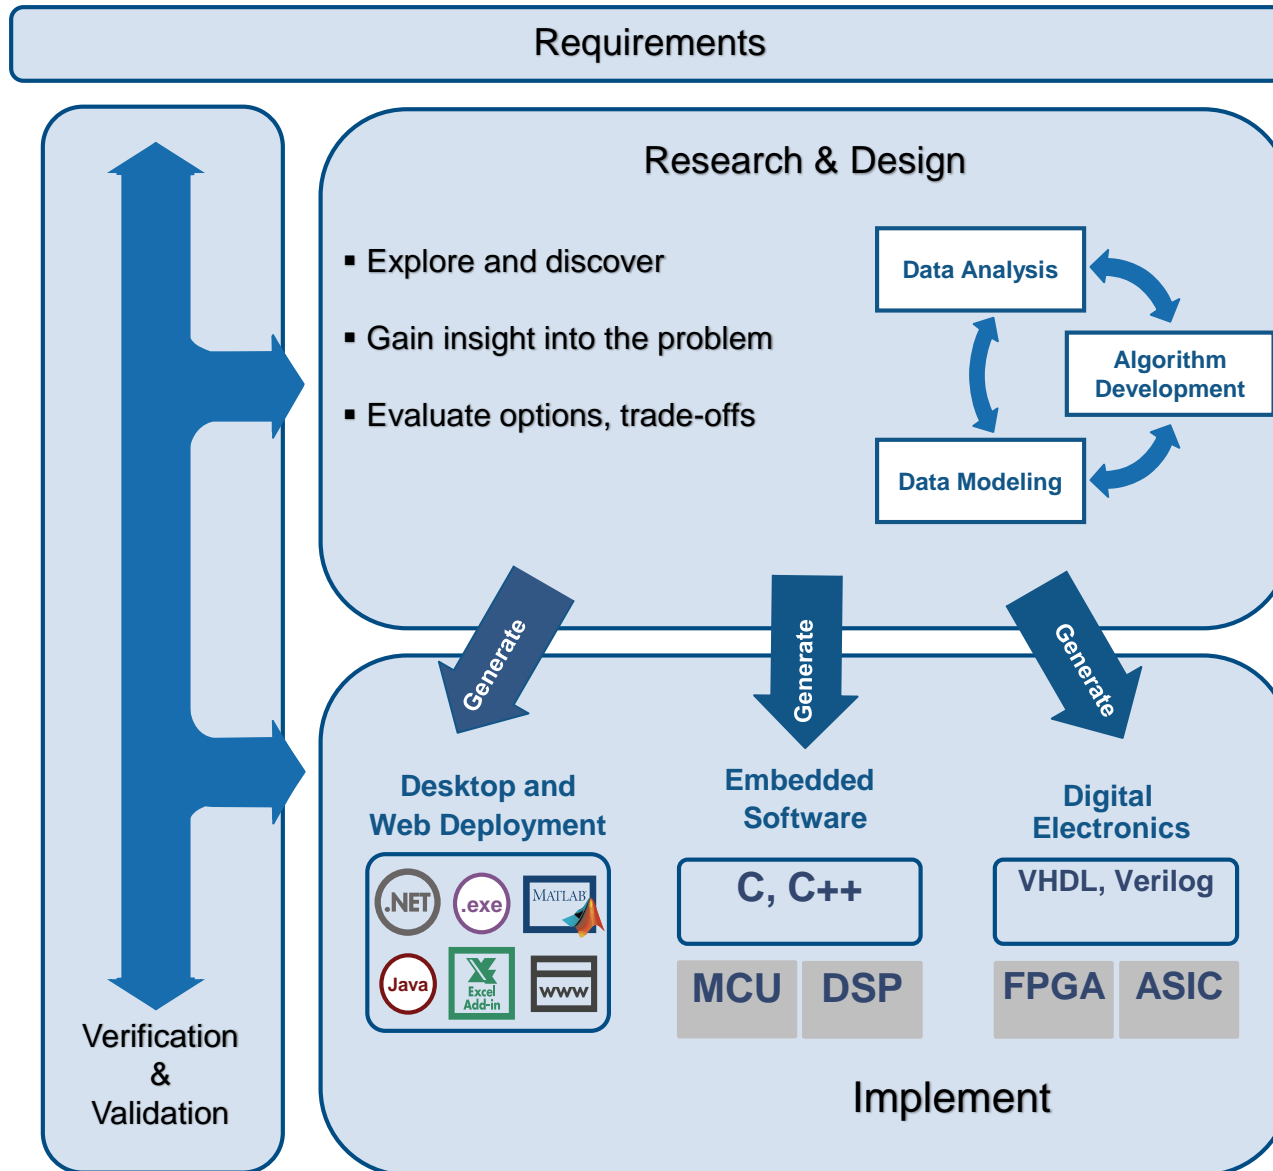 Requirements
Research & Design
▪ Explore and discover
▪ Gain insight into the problem
▪ Evaluate options, trade-offs
Data Analysis
Algorithm
Development
Data Modeling
Generate
Generate
Generate
Desktop and
Web Deployment
.NET
.exe
MATLAB
Java
Excel
Add-in
www
Embedded
Software
C, C++
MCU
DSP
Digital
Electronics
VHDL, Verilog
FPGA
ASIC
Implement
Verification
&
Validation